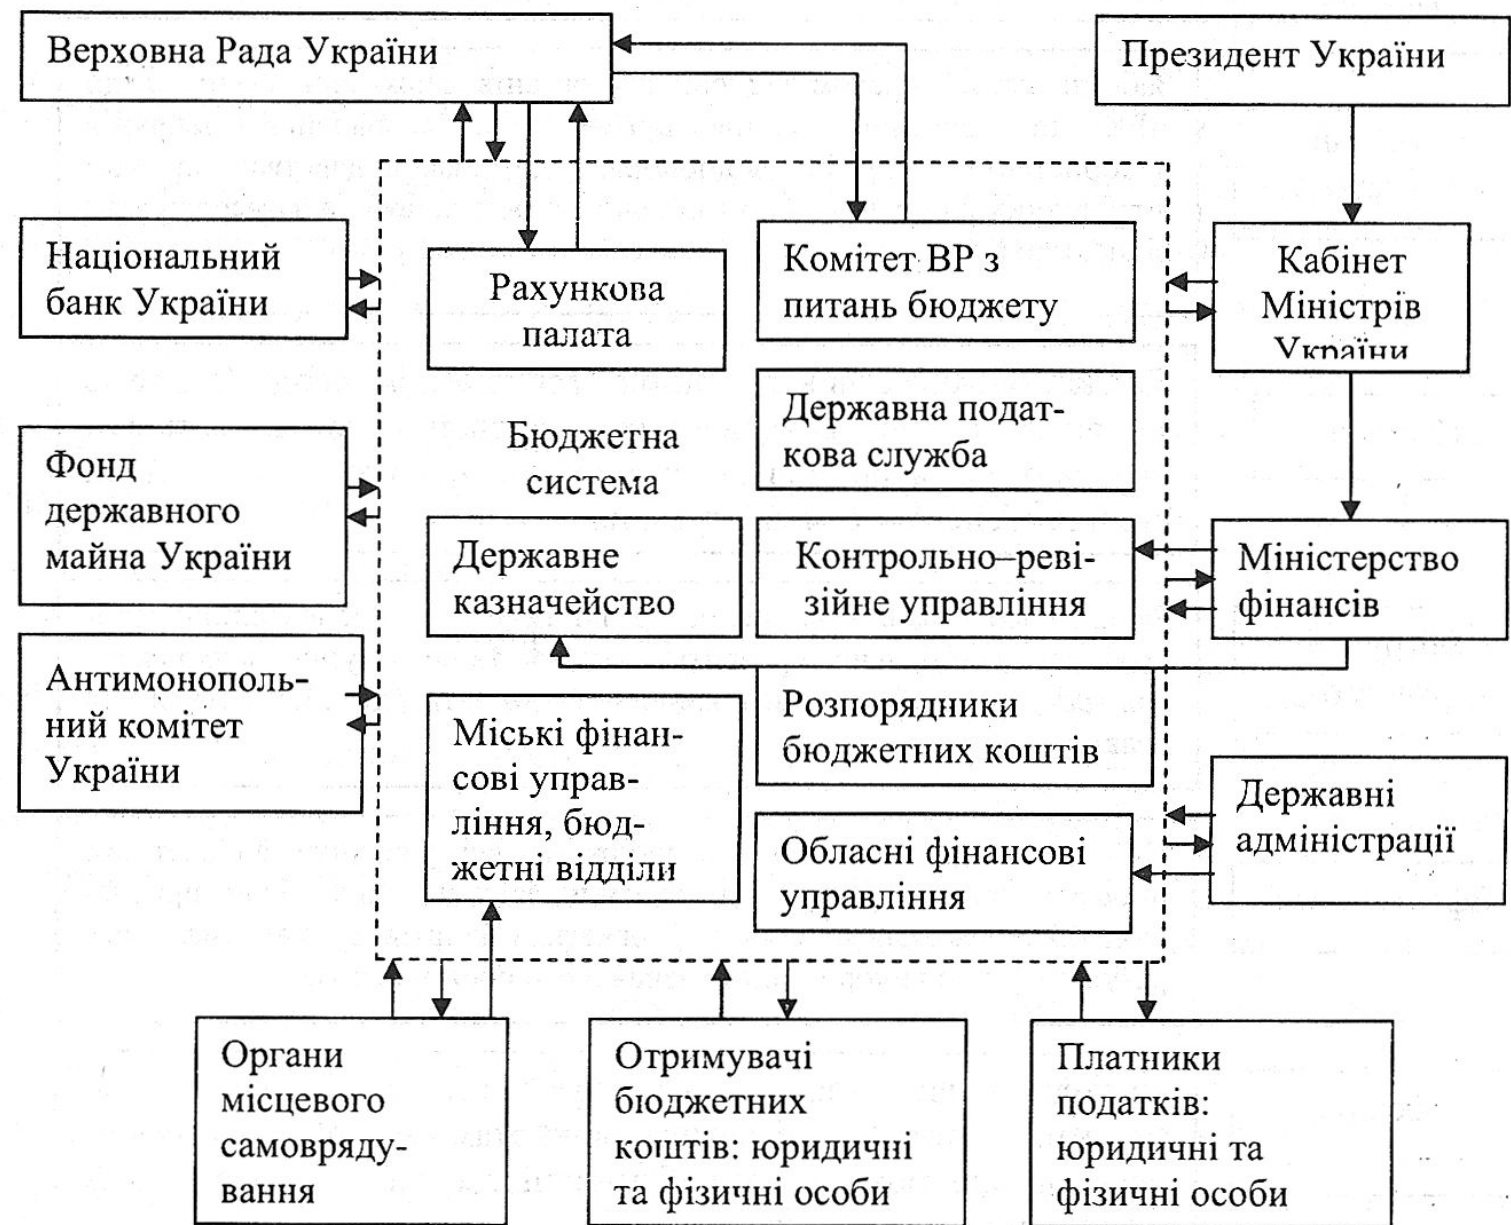 Верховна Рада України
Президент України
Національний
банк України
Рахункова
палата
Комітет ВР з
питань бюджету
Кабінет
Міністрів
України
Фонд
державного
майна України
Бюджетна
система
Державна подат-
кова служба
Державне
казначейство
Контрольно–реві-
зійне управління
Міністерство
фінансів
Антимонополь-
ний комітет
України
Міські фінан-
сові управ-
ління, бюд-
жетні відділи
Розпорядники
бюджетних коштів
Обласні фінансові
управління
Державні
адміністрації
Органи
місцевого
самовряду-
вання
Отримувачі
бюджетних
коштів: юридичні
та фізичні особи
Платники
податків:
юридичні та
фізичні особи